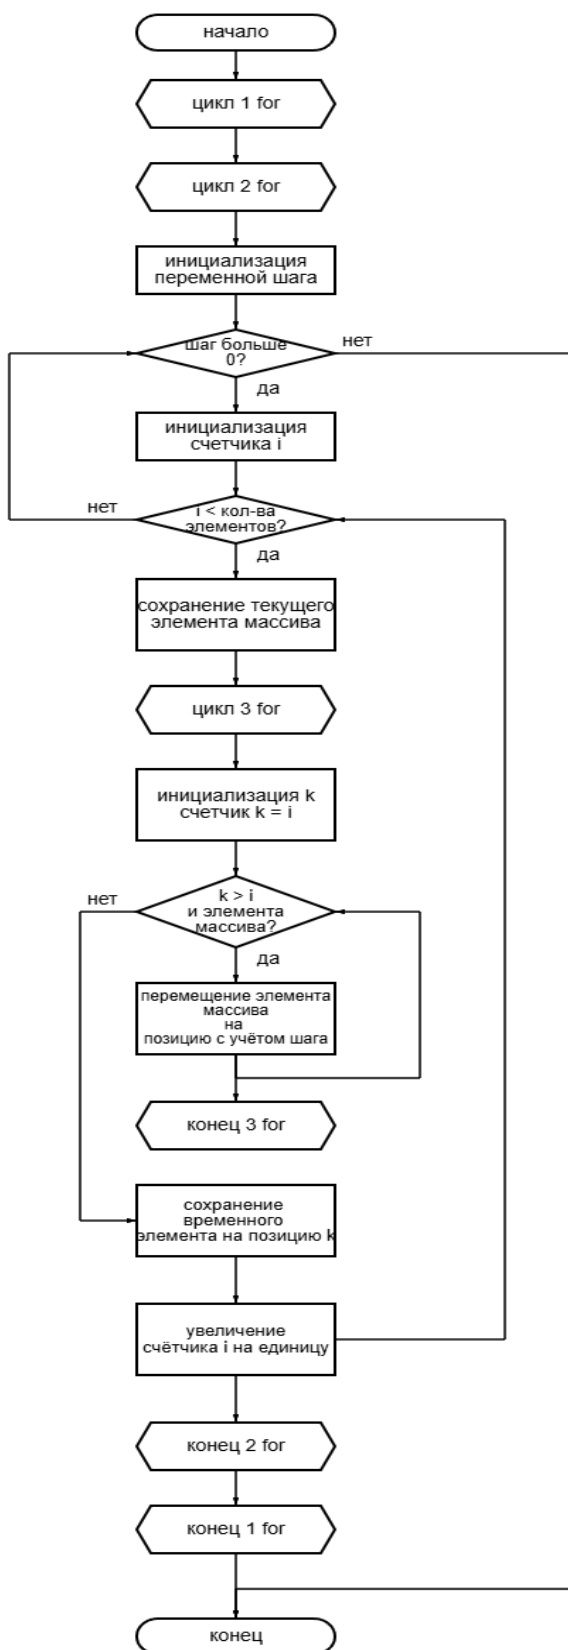 начало
цикл 1 for
цикл 2 for
инициализация
переменной шага
шаг больше
0?
нет
да
инициализация
счетчика i
нет
i < кол-ва
элементов?
да
сохранение текущего
элемента массива
цикл 3 for
инициализация k
счетчик k = i
нет
k > i
и элемента
массива?
да
перемещение элемента
массива
на
позицию с учётом шага
конец 3 for
сохранение
временного
элемента на позицию k
увеличение
счётчика i на единицу
конец 2 for
конец 1 for
конец